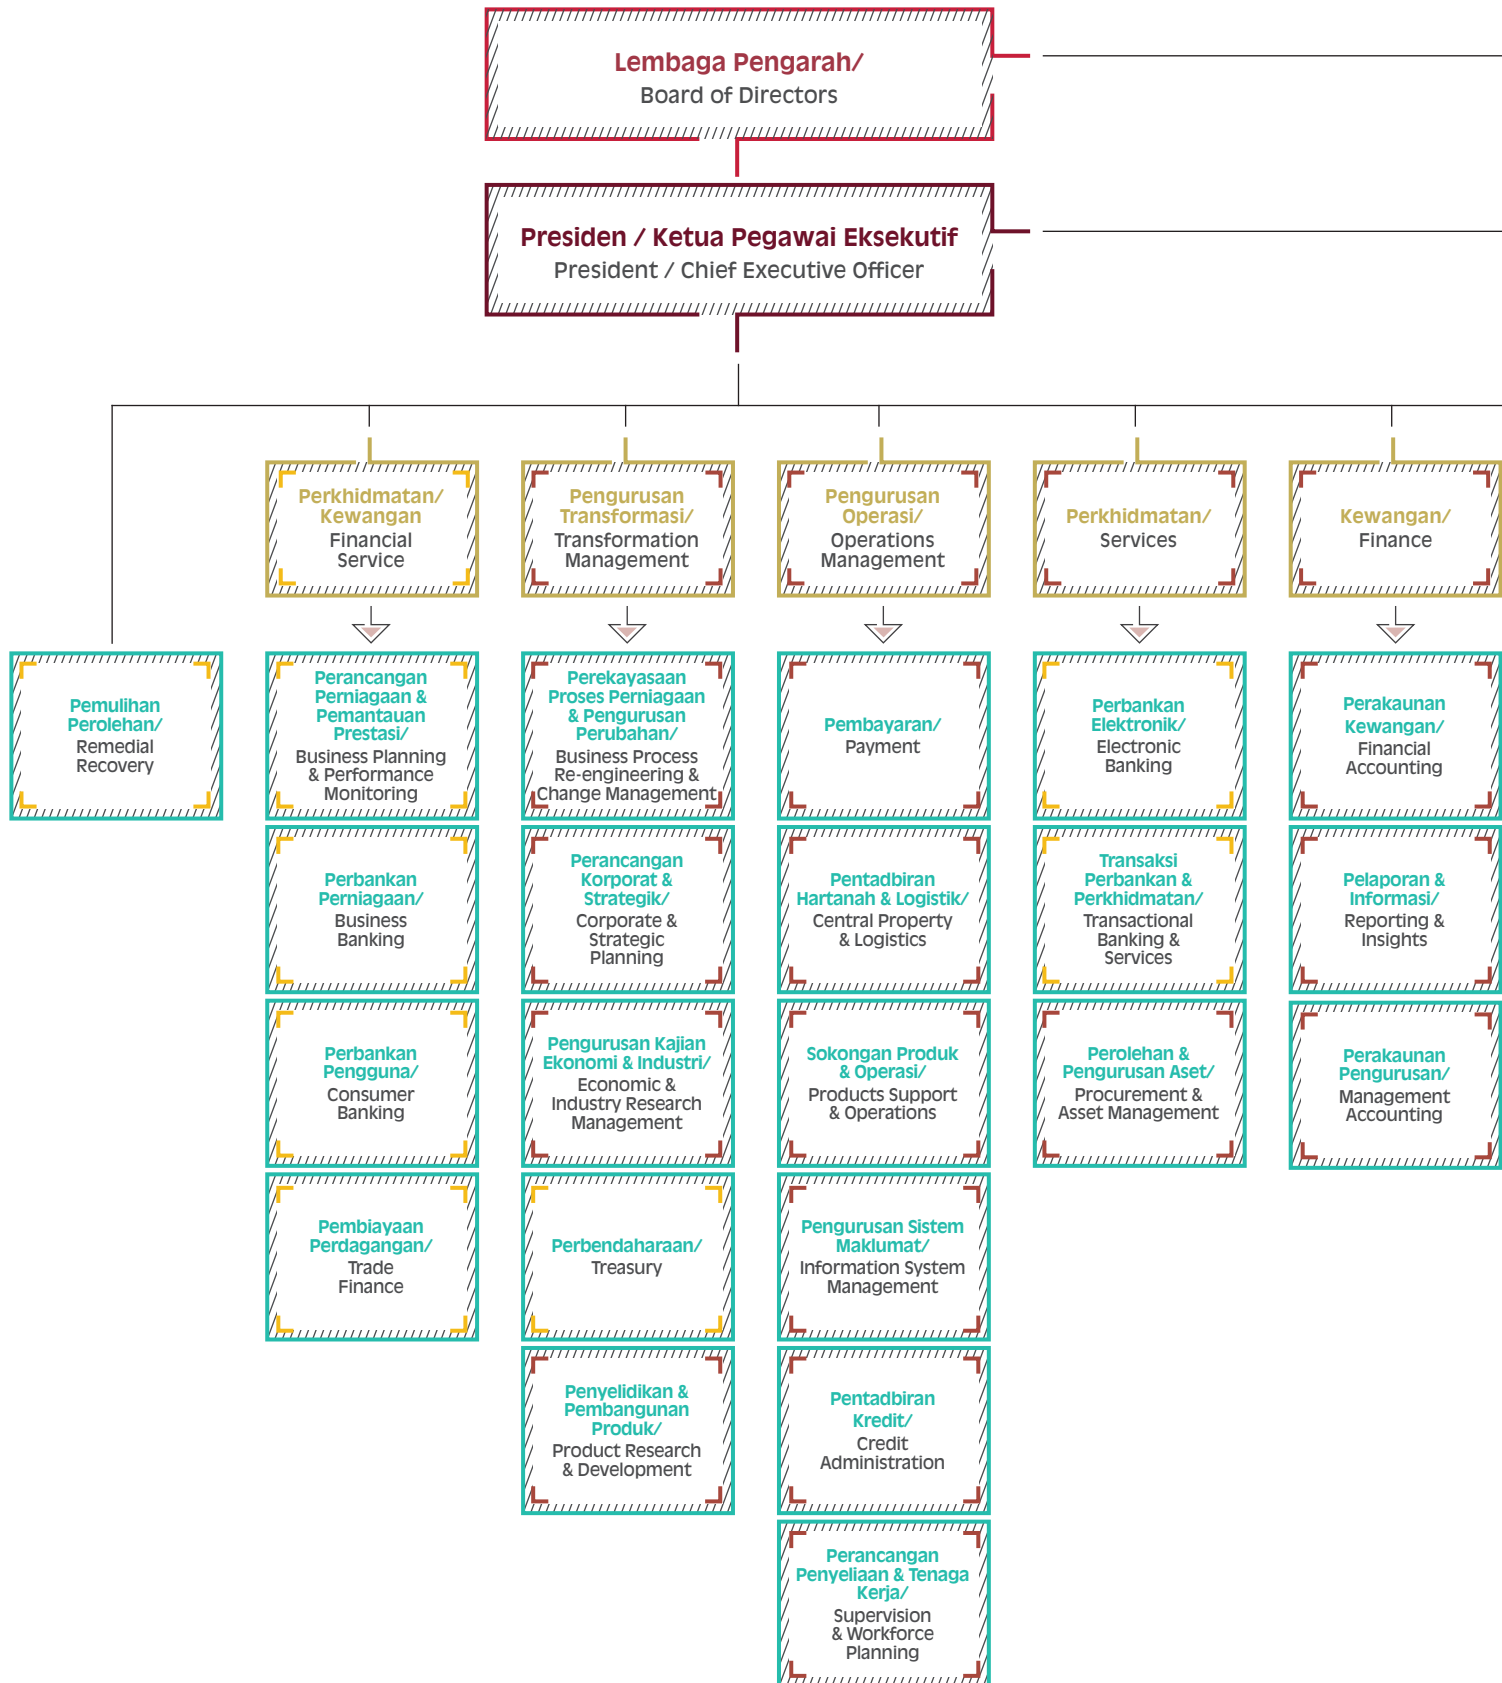 Lembaga Pengarah/
Board of Directors
Presiden / Ketua Pegawai Eksekutif
President / Chief Executive Officer
Perkhidmatan/
Kewangan
Financial
Service
Pengurusan
Transformasi/
Transformation
Management
Pengurusan
Operasi/
Operations
Management
Perkhidmatan/
Services
Kewangan/
Finance
Pemulihan
Perolehan/
Remedial
Recovery
Perancangan
Perniagaan &
Pemantauan
Prestasi/
Business Planning
& Performance
Monitoring
Perekayasaan
Proses Perniagaan
& Pengurusan
Perubahan/
Business Process
Re-engineering &
Change Management
Pembayaran/
Payment
Perbankan
Elektronik/
Electronic
Banking
Perakaunan
Kewangan/
Financial
Accounting
Perbankan
Perniagaan/
Business
Banking
Perancangan
Korporat &
Strategik/
Corporate &
Strategic
Planning
Pentadbiran
Hartanah & Logistik/
Central Property
& Logistics
Transaksi
Perbankan &
Perkhidmatan/
Transactional
Banking &
Services
Pelaporan &
Informasi/
Reporting &
Insights
Perbankan
Pengguna/
Consumer
Banking
Pengurusan Kajian
Ekonomi & Industri/
Economic &
Industry Research
Management
Sokongan Produk
& Operasi/
Products Support
& Operations
Perolehan &
Pengurusan Aset/
Procurement &
Asset Management
Perakaunan
Pengurusan/
Management
Accounting
Pembiayaan
Perdagangan/
Trade
Finance
Perbendaharaan/
Treasury
Pengurusan Sistem
Maklumat/
Information System
Management
Penyelidikan &
Pembangunan
Produk/
Product Research
& Development
Pentadbiran
Kredit/
Credit
Administration
Perancangan
Penyeliaan & Tenaga
Kerja/
Supervision
& Workforce
Planning